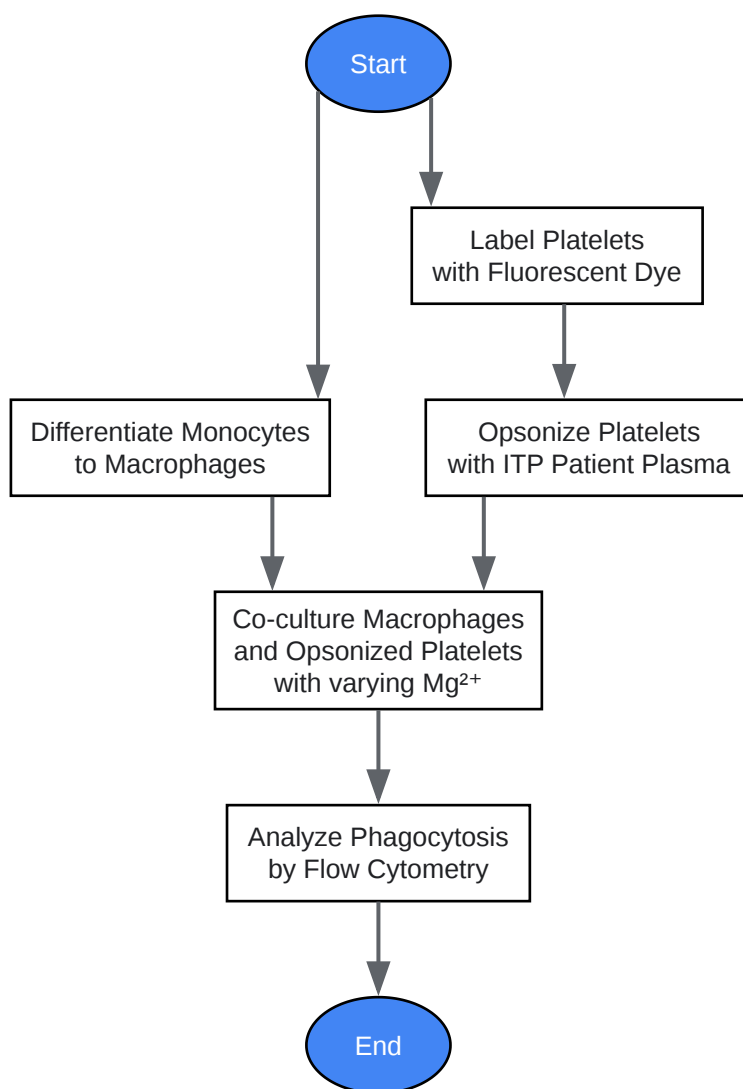 Start
Label Platelets
with Fluorescent Dye
Differentiate Monocytes
to Macrophages
Opsonize Platelets
with ITP Patient Plasma
Co-culture Macrophages
and Opsonized Platelets
with varying Mg²⁺
Analyze Phagocytosis
by Flow Cytometry
End